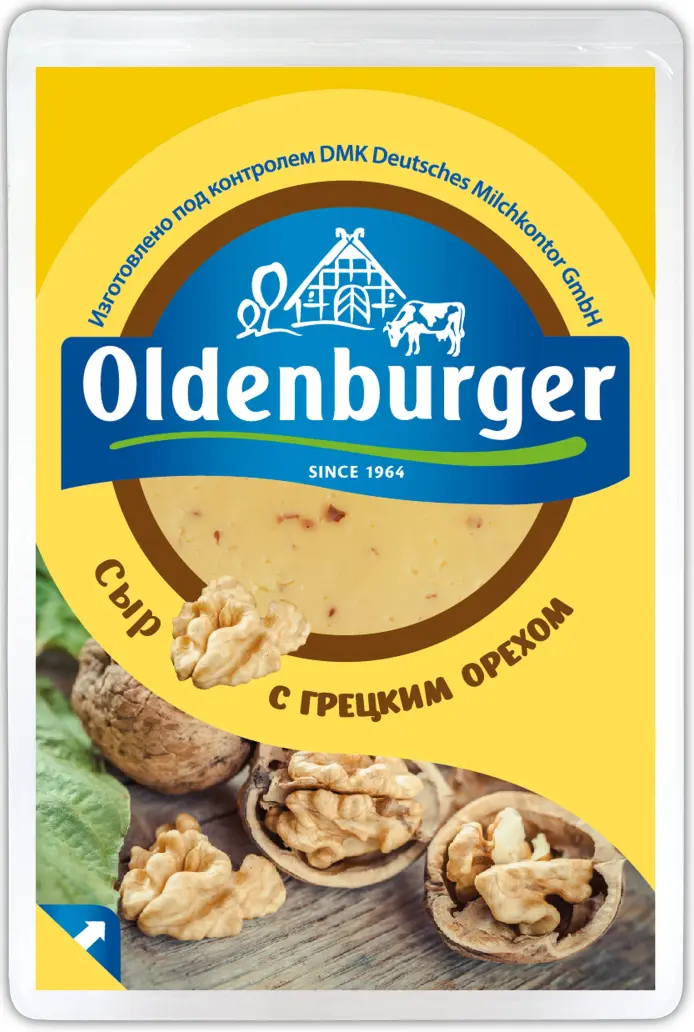 Изготовлено под контролем DMK Deutsches Milchkontor GmbH
Oldenburger
SINCE 1964
Сыр
с грецким орехом